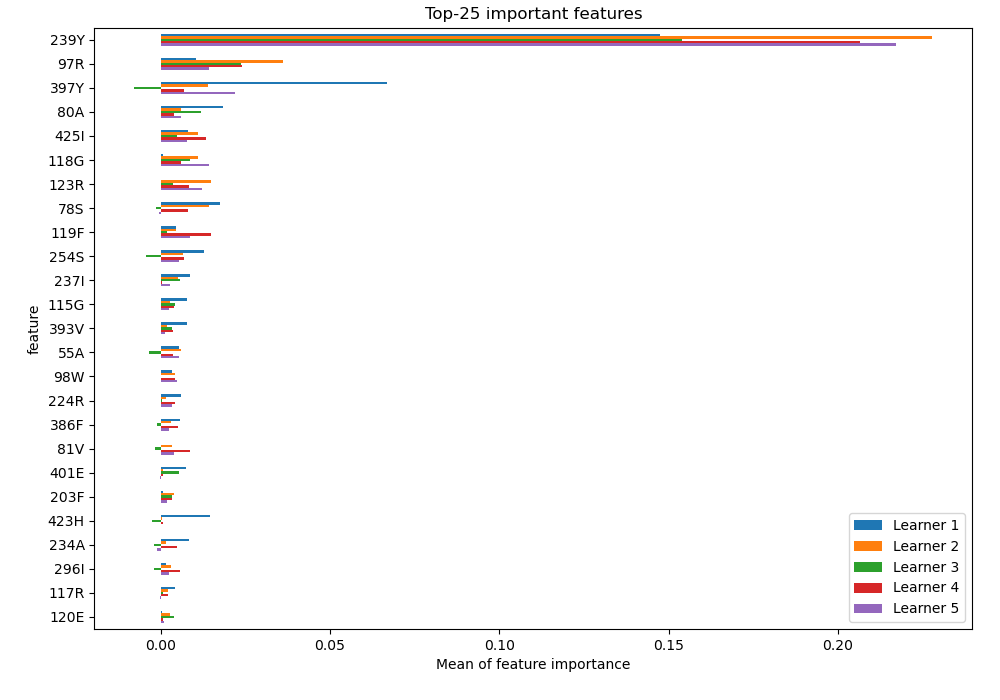 Top-25 important features
239Y
97R
397Y
80A
425I
118G
123R
78S
119F
254S
237I
115G
393V
55A
98W
224R
386F
81V
401E
203F
423H
234A
296I
117R
120E
feature
0.00 0.05 0.10 0.15 0.20
Mean of feature importance
Learner 1
Learner 2
Learner 3
Learner 4
Learner 5